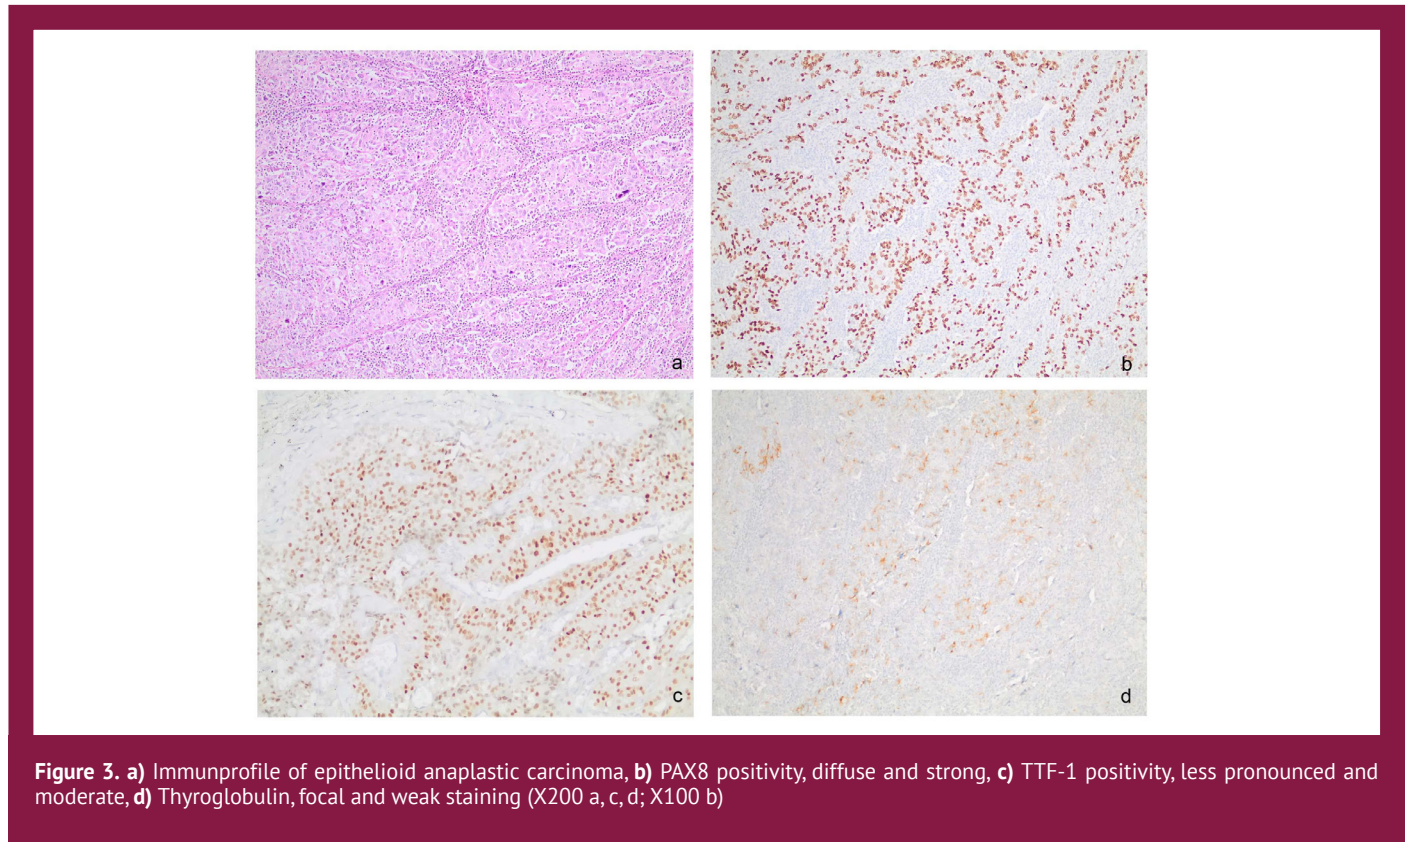 a
b
c
d
Figure 3. a) Immunprofile of epithelioid anaplastic carcinoma, b) PAX8 positivity, diffuse and strong, c) TTF-1 positivity, less pronounced and
moderate, d) Thyroglobulin, focal and weak staining (X200 a, c, d; X100 b)